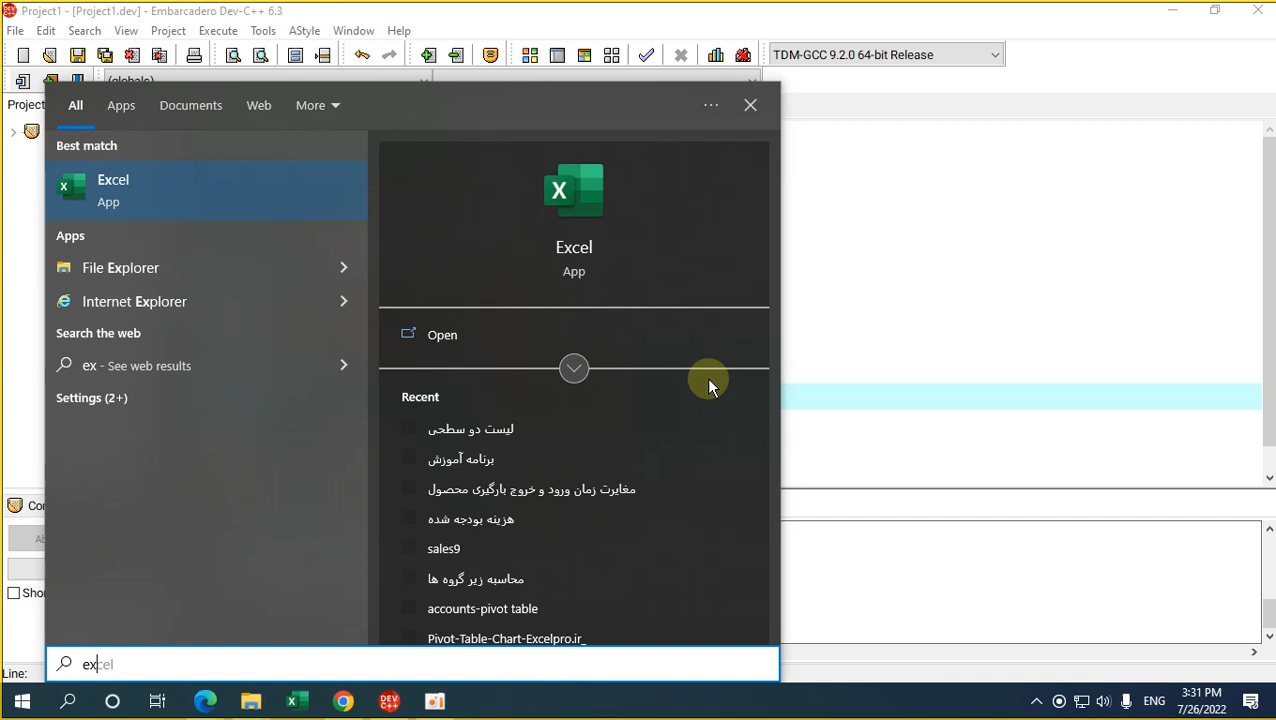 Project1 - [Project1.dev] - Embarcadero Dev-C++ 6.3
File Edit Search View Project Execute Tools AStyle Window Help
TDM-GCC 9.2.0 64-bit Release
(globals)
Project
All Apps Documents Web More
Best match
Excel
App
Apps
File Explorer
Internet Explorer
Search the web
ex - See web results
Settings (2+)
Excel
App
Open
Recent
لیست دو سطحی
برنامه آموزش
مغایرت زمان ورود و خروج بارگیری محصول
هزینه بودجه شده
sales9
محاسبه زیر گروه ها
accounts-pivot table
Pivot-Table-Chart-Excelpro.ir_
Line:
excel
DEV C++
ENG
3:31 PM
7/26/2022